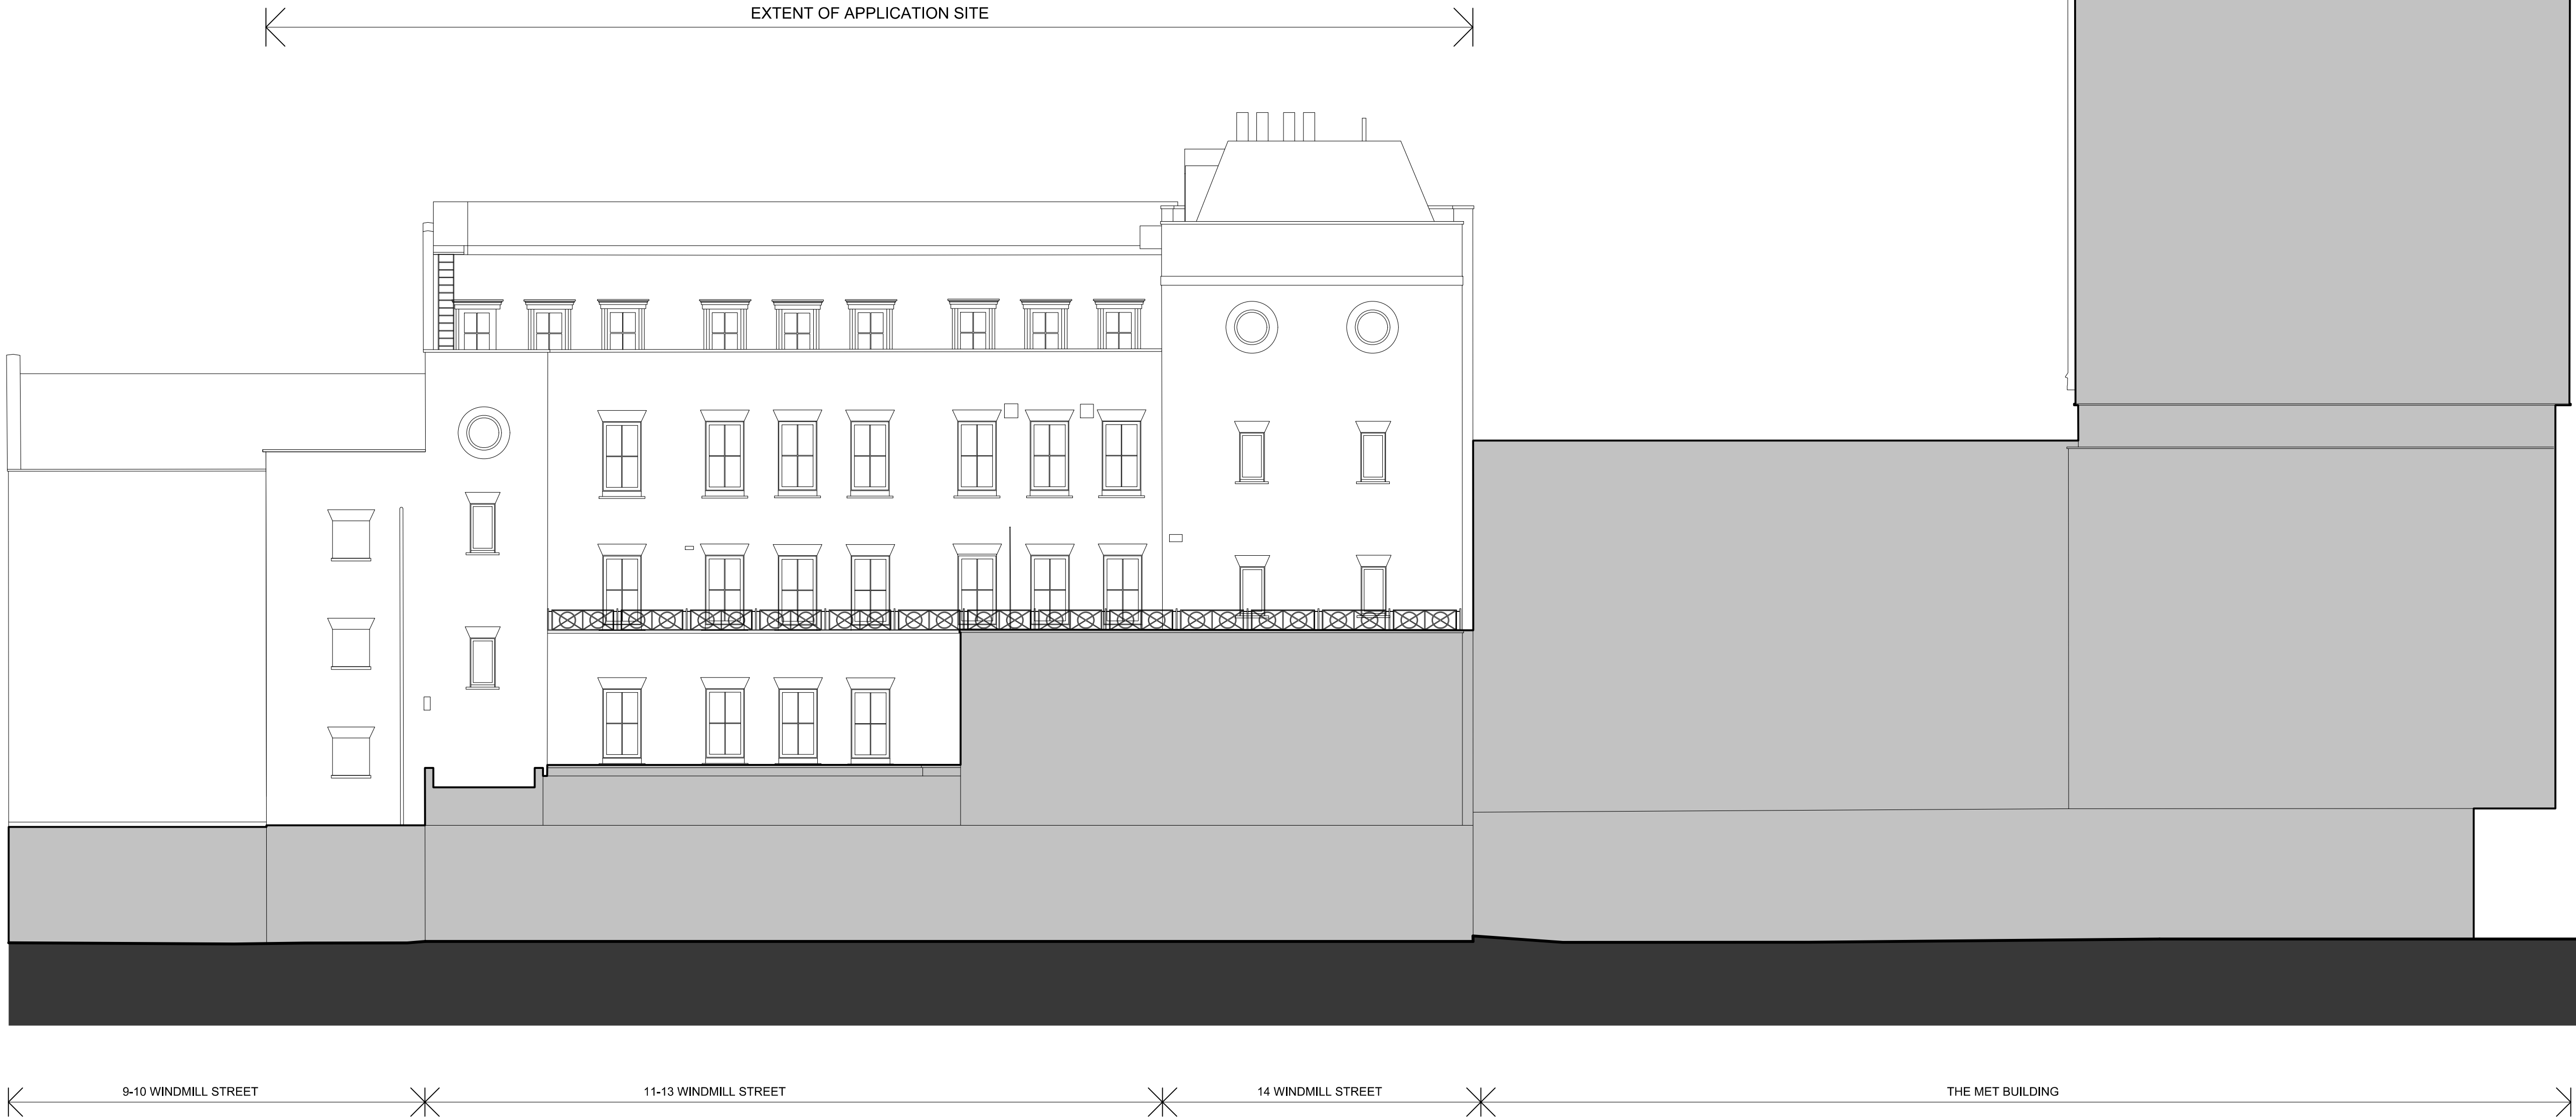 EXTENT OF APPLICATION SITE
9-10 WINDMILL STREET
11-13 WINDMILL STREET
14 WINDMILL STREET
THE MET BUILDING